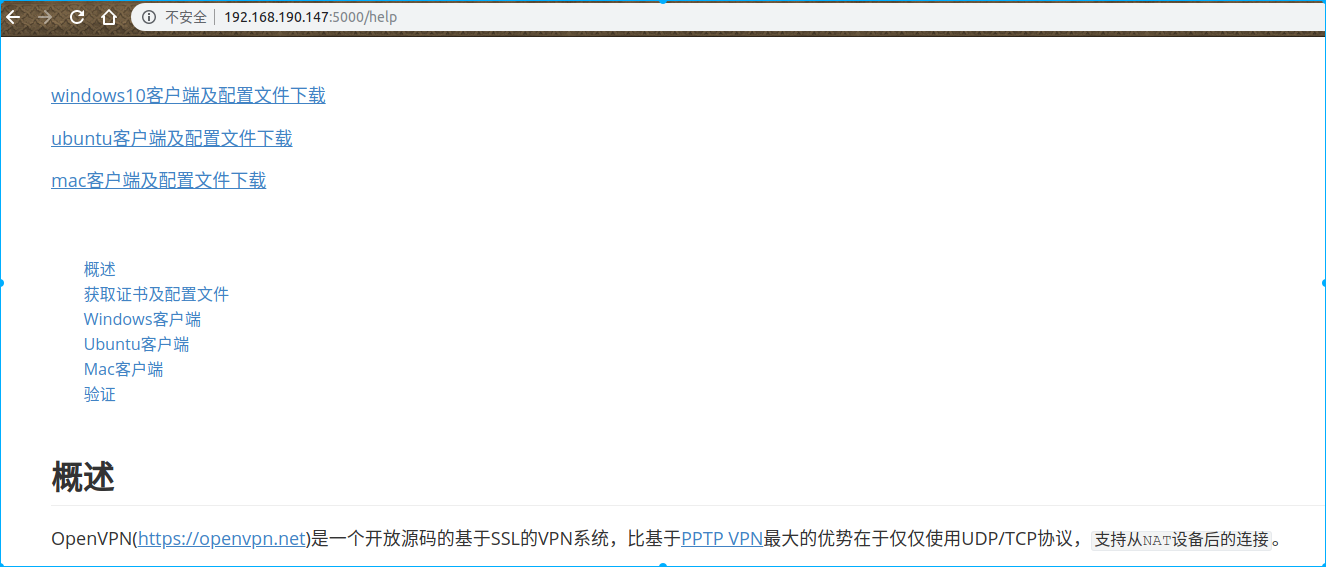 不安全 192.168.190.147:5000/help
windows10客户端及配置文件下载
ubuntu客户端及配置文件下载
mac客户端及配置文件下载
概述
获取证书及配置文件
Windows客户端
Ubuntu客户端
Mac客户端
验证
概述
OpenVPN(https://openvpn.net)是一个开放源码的基于SSL的VPN系统，比基于PPTP VPN最大的优势在于仅仅使用UDP/TCP协议，支持从NAT设备后的连接。